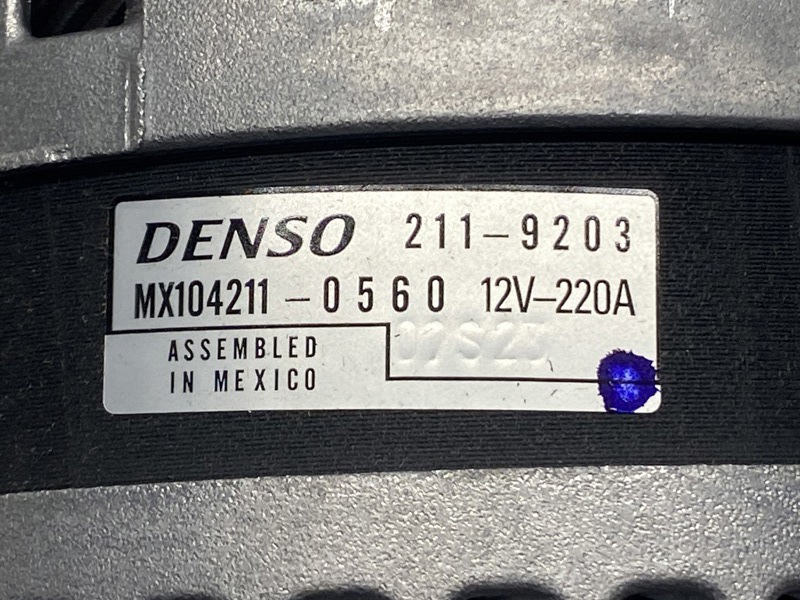 DENSO 211-9203
MX104211-0560 12V-220A
ASSEMBLED
IN MEXICO